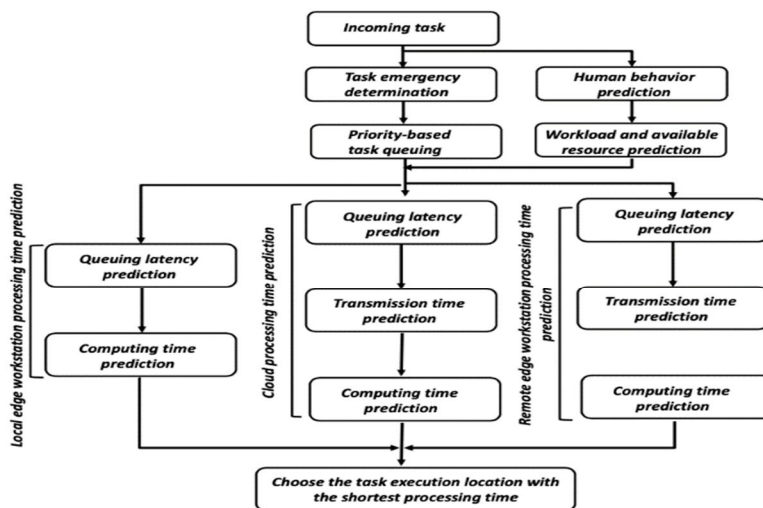 Incoming task
Task emergency
determination
Human behavior
prediction
Priority-based
task queuing
Workload and available
resource prediction
Local edge workstation processing time prediction
Queuing latency
prediction
Computing time
prediction
Cloud processing time prediction
Queuing latency
prediction
Transmission time
prediction
Computing time
prediction
Remote edge workstation processing time
prediction
Queuing latency
prediction
Transmission time
prediction
Computing time
prediction
Choose the task execution location with
the shortest processing time